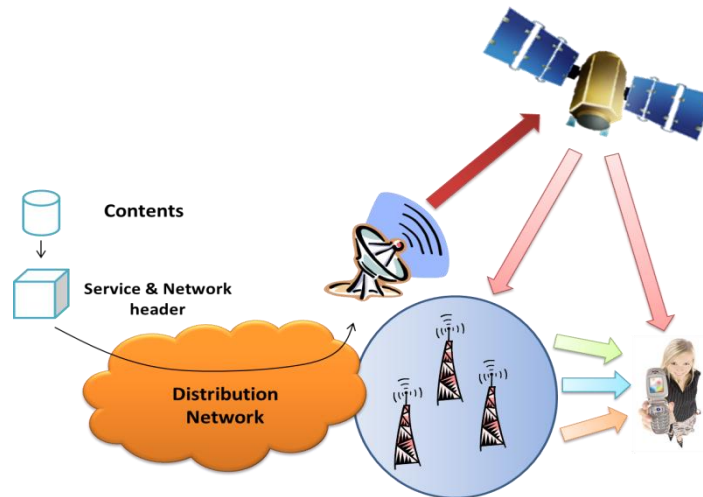 Contents
Service & Network
header
Distribution
Network